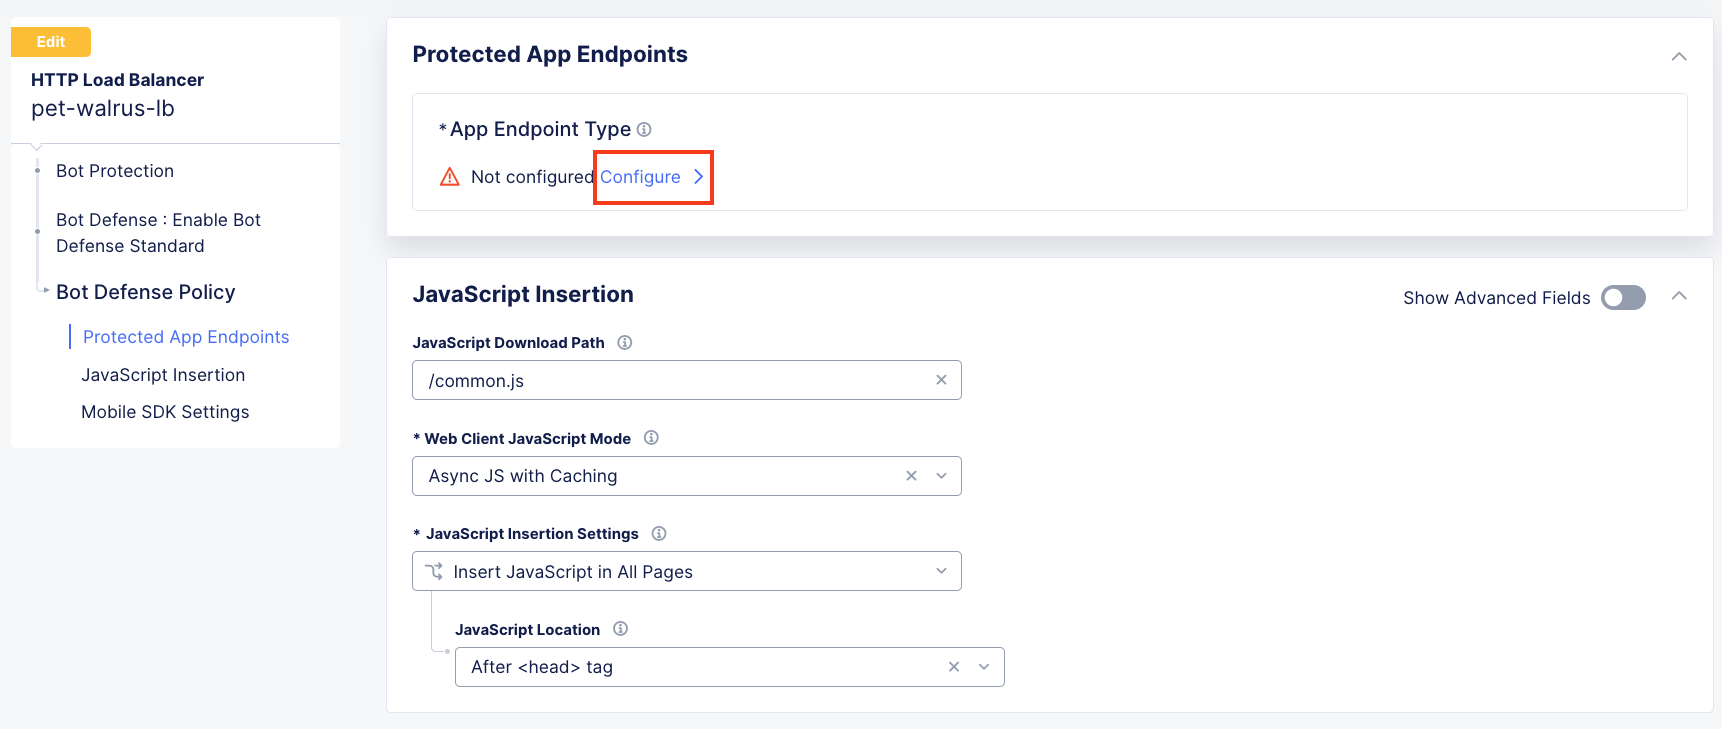 Edit
HTTP Load Balancer
pet-walrus-lb
Bot Protection
Bot Defense : Enable Bot
Defense Standard
Bot Defense Policy
Protected App Endpoints
JavaScript Insertion
Mobile SDK Settings
Protected App Endpoints
* App Endpoint Type
Not configured Configure
JavaScript Insertion
Show Advanced Fields
JavaScript Download Path
/common.js
* Web Client JavaScript Mode
Async JS with Caching
* JavaScript Insertion Settings
Insert JavaScript in All Pages
JavaScript Location
After <head> tag